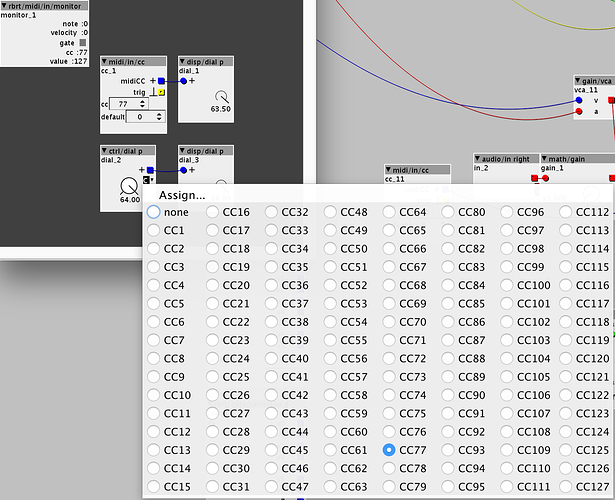 ▼rbrt/midi/in/monitor
monitor_1
note :0
velocity :0
gate
cc :77
value :127
▼midi/in/cc
cc_1
midiCC +
trig
cc 77
default 0
▼disp/dial p
dial_1
+
63.50
▼ctrl/dial p
dial_2
+
64.00
▼disp/dial p
dial_3
+
▼gain/vca
vca_11
v
a
▼midi/in/cc
cc_11
▼audio/in right
in_2
▼math/gain
gain_1
Assign...
none CC16 CC32 CC48 CC64 CC80 CC96 CC112
CC1 CC17 CC33 CC49 CC65 CC81 CC97 CC113
CC2 CC18 CC34 CC50 CC66 CC82 CC98 CC114
CC3 CC19 CC35 CC51 CC67 CC83 CC99 CC115
CC4 CC20 CC36 CC52 CC68 CC84 CC100 CC116
CC5 CC21 CC37 CC53 CC69 CC85 CC101 CC117
CC6 CC22 CC38 CC54 CC70 CC86 CC102 CC118
CC7 CC23 CC39 CC55 CC71 CC87 CC103 CC119
CC8 CC24 CC40 CC56 CC72 CC88 CC104 CC120
CC9 CC25 CC41 CC57 CC73 CC89 CC105 CC121
CC10 CC26 CC42 CC58 CC74 CC90 CC106 CC122
CC11 CC27 CC43 CC59 CC75 CC91 CC107 CC123
CC12 CC28 CC44 CC60 CC76 CC92 CC108 CC124
CC13 CC29 CC45 CC61 CC77 CC93 CC109 CC125
CC14 CC30 CC46 CC62 CC78 CC94 CC110 CC126
CC15 CC31 CC47 CC63 CC79 CC95 CC111 CC127